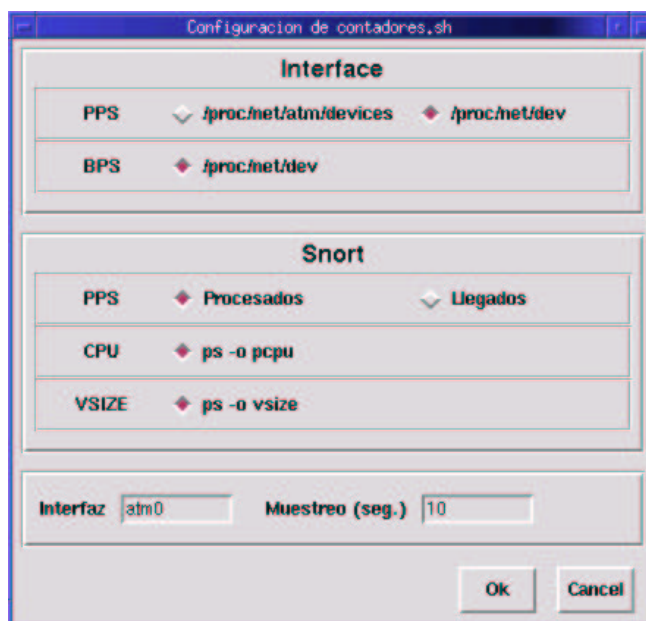 Configuracion de contadores.sh
Interface
PPS /proc/net/atm/devices /proc/net/dev
BPS /proc/net/dev
Snort
PPS Procesados Llegados
CPU ps -o pcpu
VSIZE ps -o vsize
Interfaz atm0 Muestreo (seg.) 10
Ok Cancel